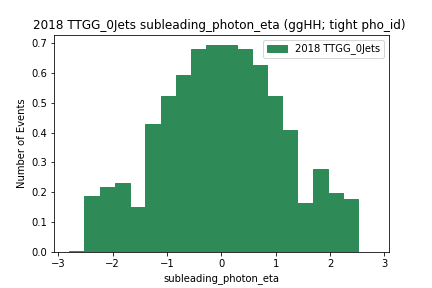 2018 TTGG_0Jets subleading_photon_eta (ggHH; tight pho_id)
2018 TTGG_0Jets
Number of Events
0.7
0.6
0.5
0.4
0.3
0.2
0.1
0.0
−3 −2 −1 0 1 2 3
subleading_photon_eta